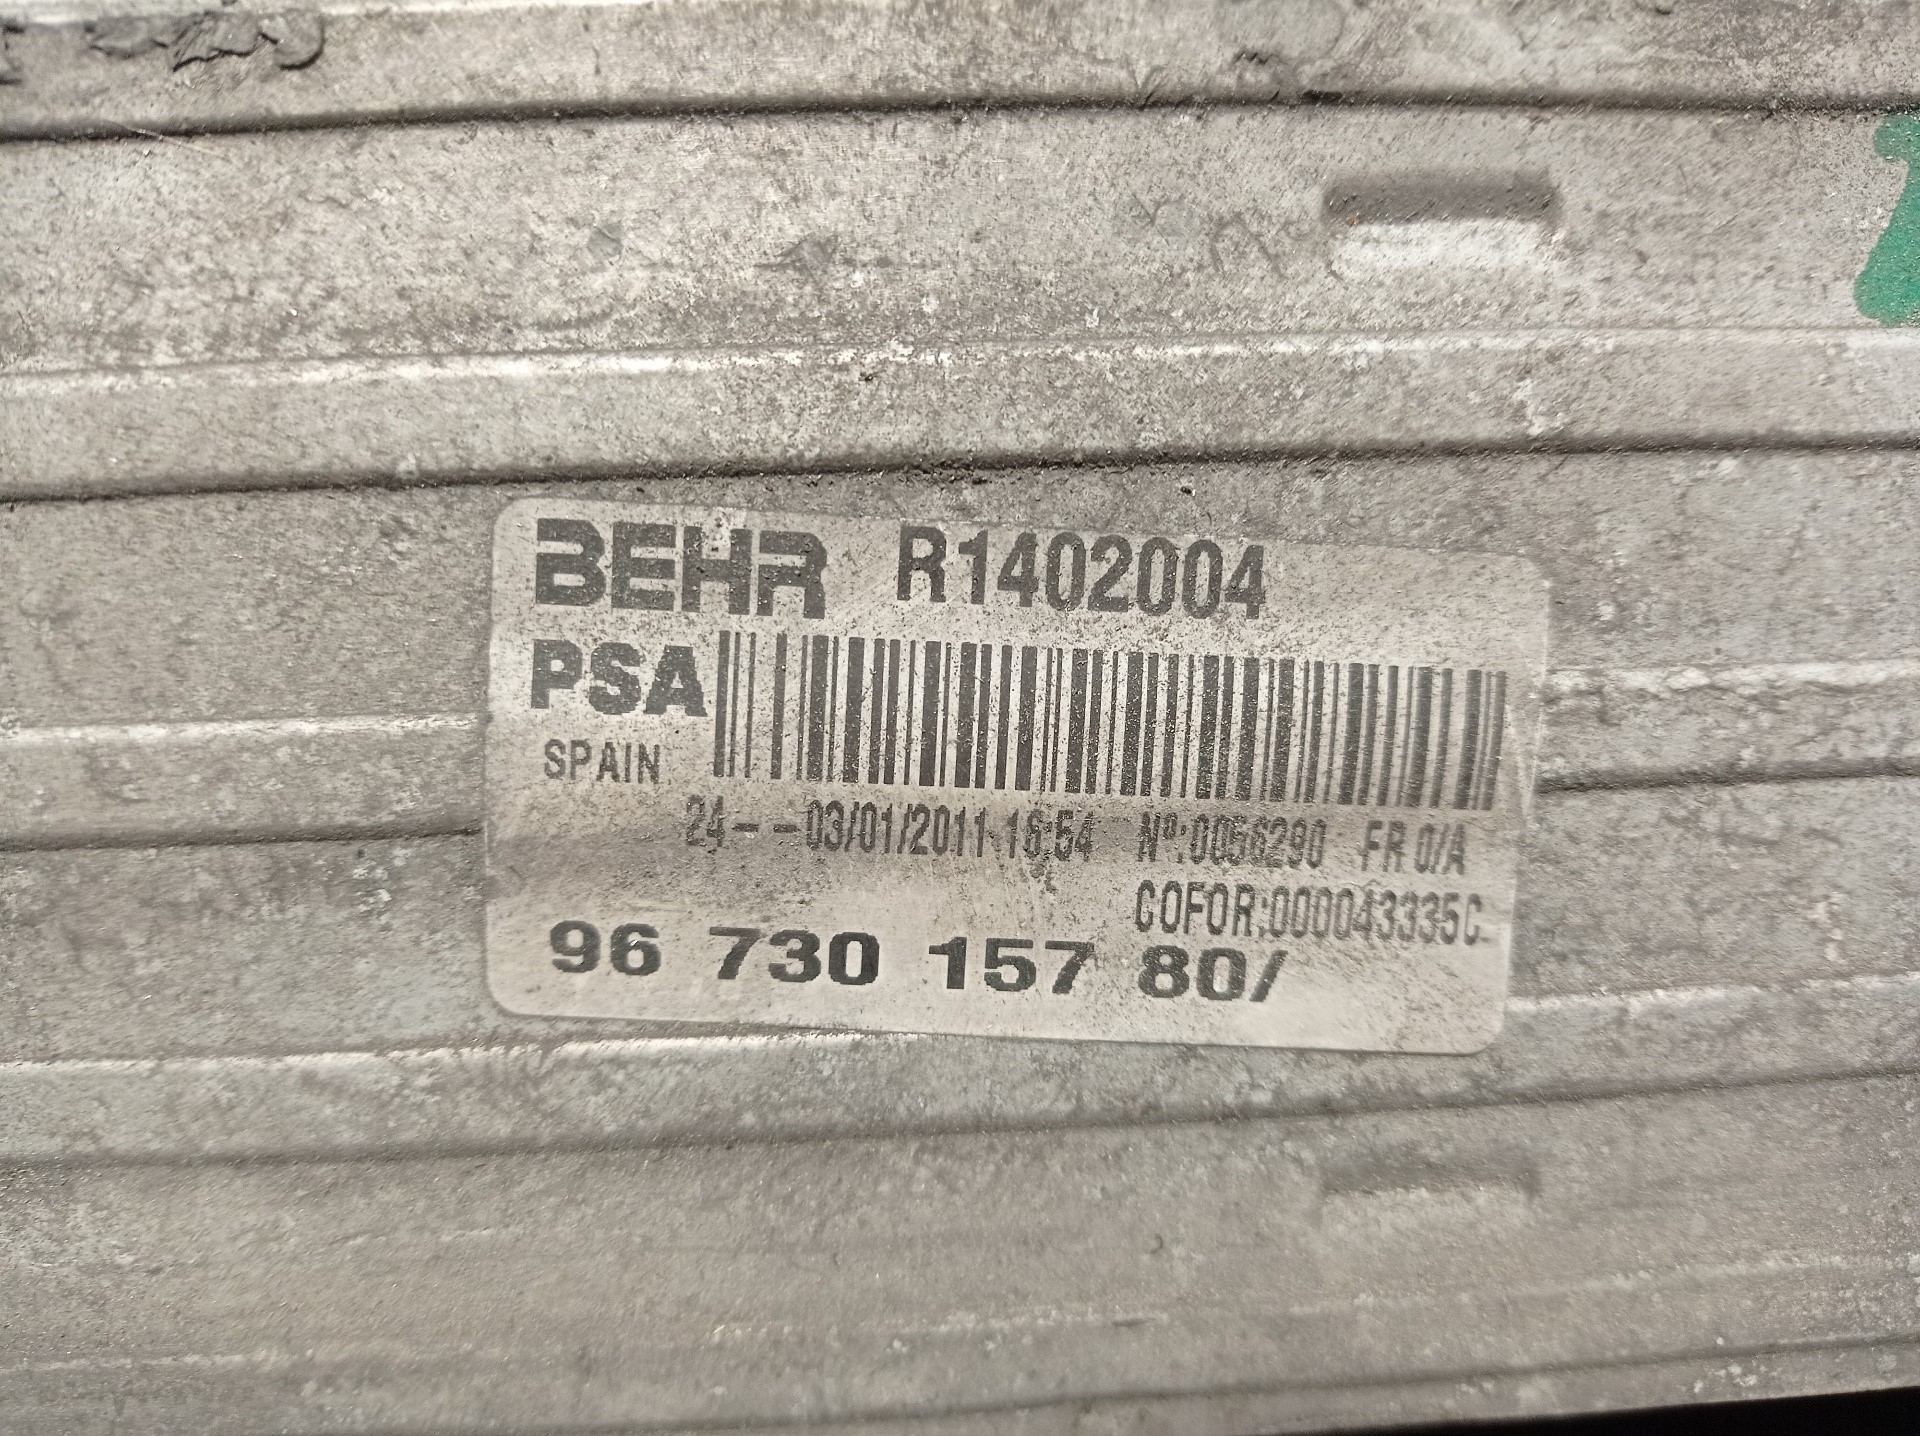 BEHR R1402004
PSA
SPAIN
24--03/01/2011 16:54 Nº:0056290 FR 0/A
COFOR:000043335C
96 730 157 80/